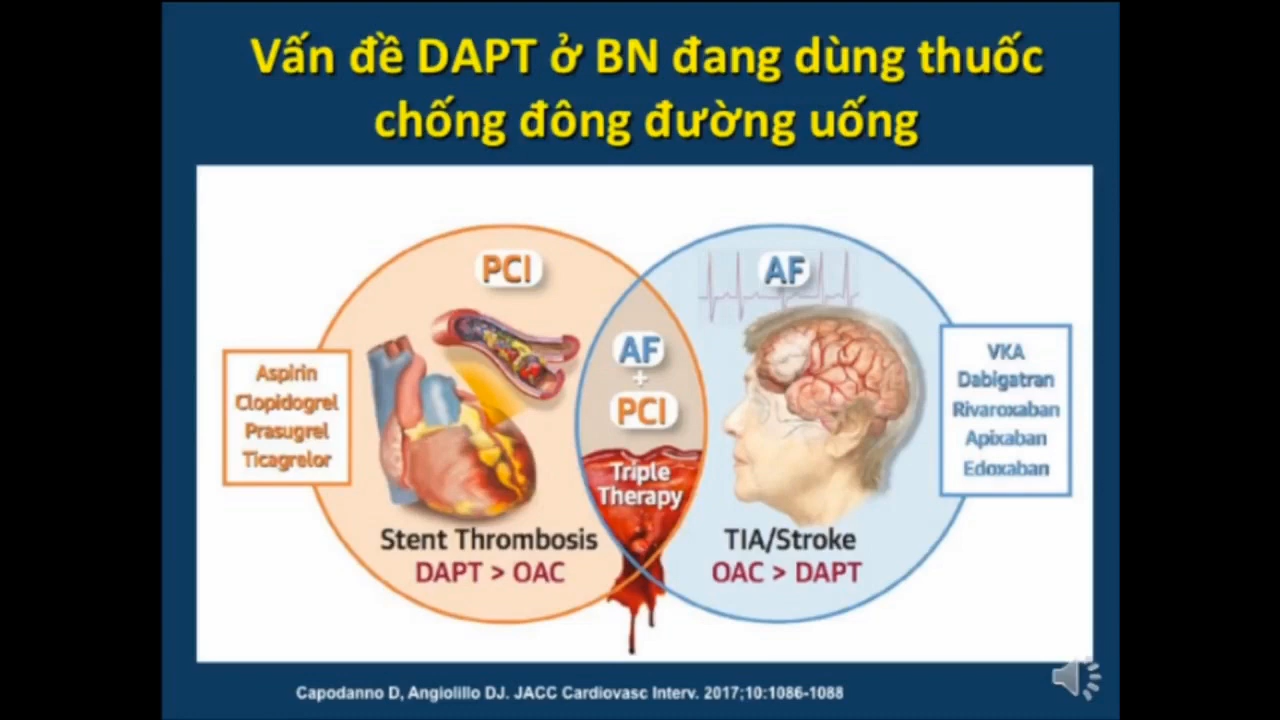 Vấn đề DAPT ở BN đang dùng thuốc
chống đông đường uống
PCI
AF
AF
+
PCI
Aspirin
Clopidogrel
Prasugrel
Ticagrelor
VKA
Dabigatran
Rivaroxaban
Apixaban
Edoxaban
Triple
Therapy
Stent Thrombosis
DAPT > OAC
TIA/Stroke
OAC > DAPT
Capodanno D, Angiolillo DJ. JACC Cardiovasc Interv. 2017;10:1086-1088